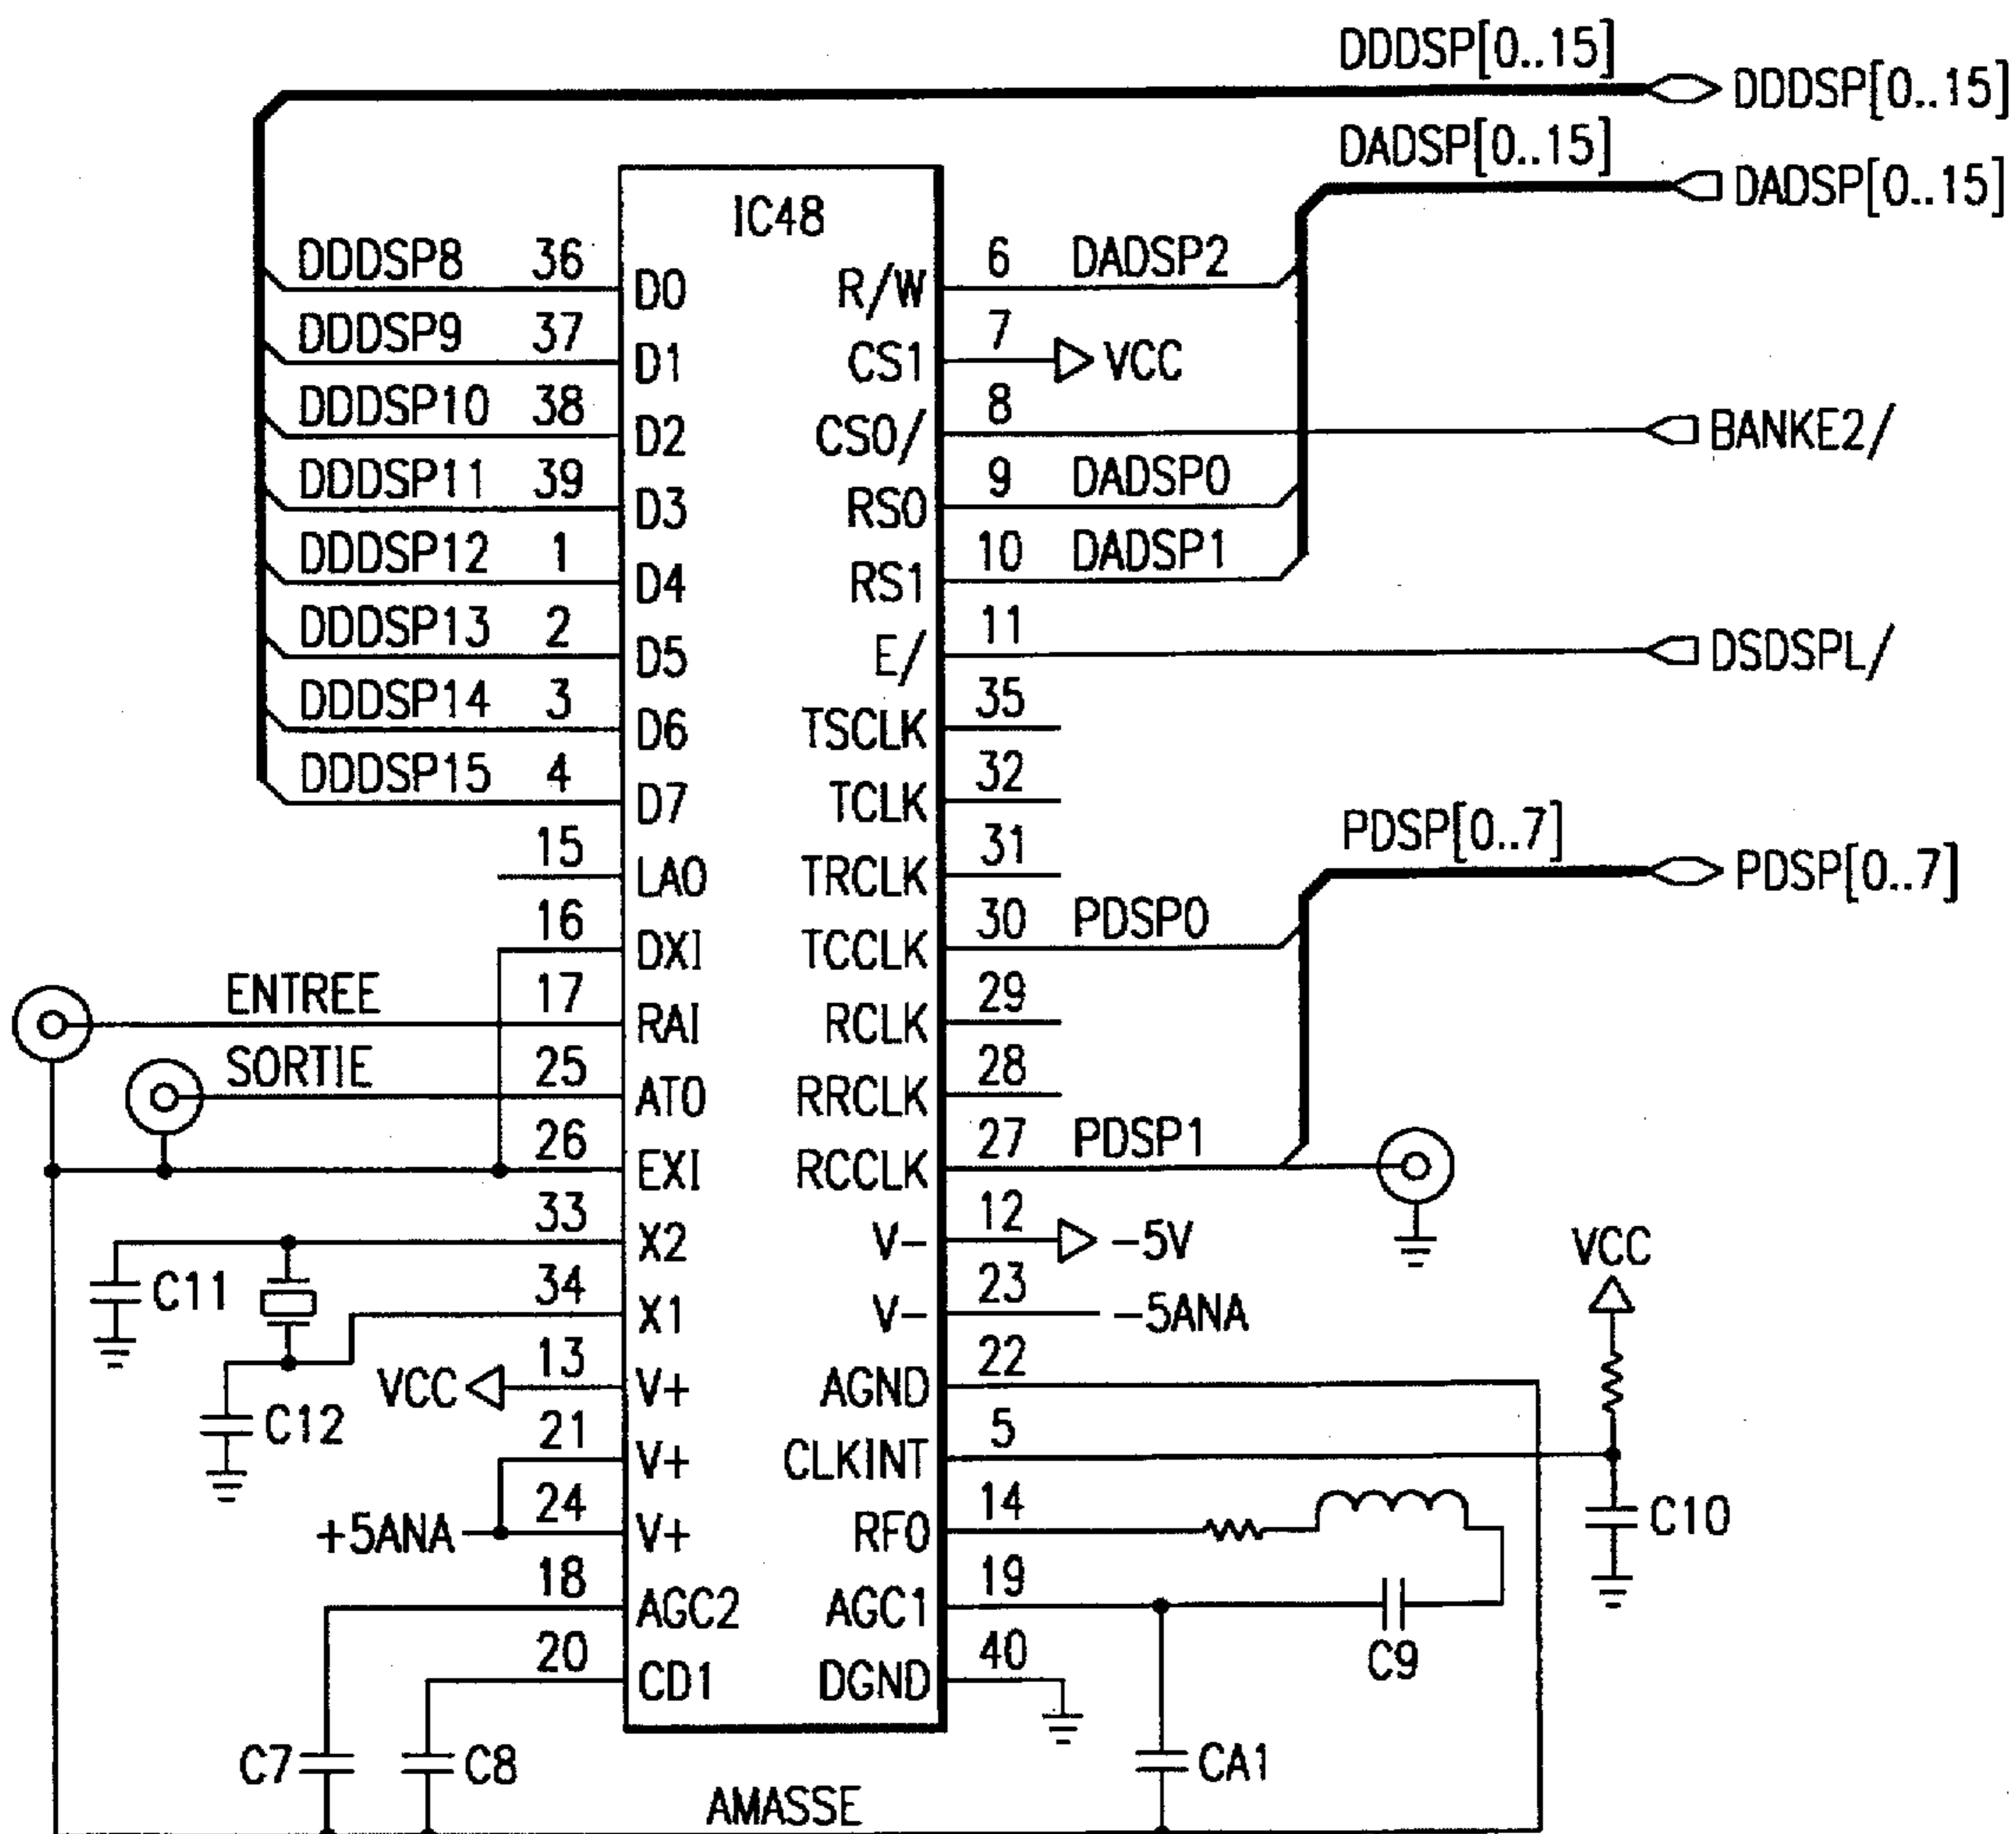 DDDSP[0..15]
DDDSP[0..15]
DADSP[0..15]
DADSP[0..15]
IC48
DDDSP8 36 D0 R/W 6 DADSP2
DDDSP9 37 D1 CS1 7 VCC
DDDSP10 38 D2 CS0/ 8 BANKE2/
DDDSP11 39 D3 RS0 9 DADSP0
DDDSP12 1 D4 RS1 10 DADSP1
DDDSP13 2 D5 E/ 11 DSDSPL/
DDDSP14 3 D6 TSCLK 35
DDDSP15 4 D7 TCLK 32
PDSP[0..7]
15 LAO TRCLK 31 PDSP[0..7]
16 DXI TCCLK 30 PDSP0
ENTREE 17 RAI RCLK 29
SORTIE 25 ATO RRCLK 28
26 EXI RCCLK 27 PDSP1
33 X2 V- 12 -5V VCC
C11 34 X1 V- 23 -5ANA
VCC 13 V+ AGND 22
C12 21 V+ CLKINT 5
+5ANA 24 V+ RFO 14 C10
18 AGC2 AGC1 19
20 CD1 DGND 40 C9
C7 C8 CA1
AMASSE